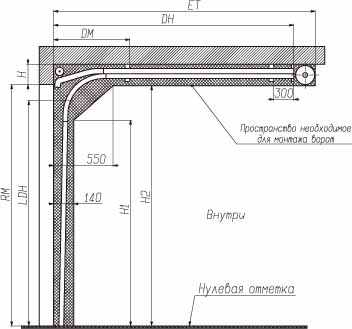 ET
DH
DM
H
300
Пространство необходимое
для монтажа ворот
550
140
RM
LDH
H1
H2
Внутри
Нулевая отметка